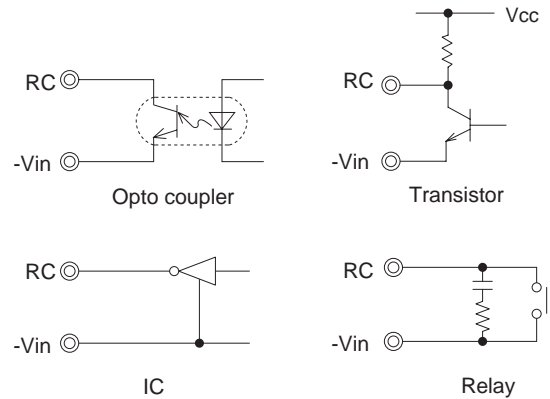 Vcc
RC
-Vin
Opto coupler
RC
-Vin
Transistor
RC
-Vin
IC
RC
-Vin
Relay